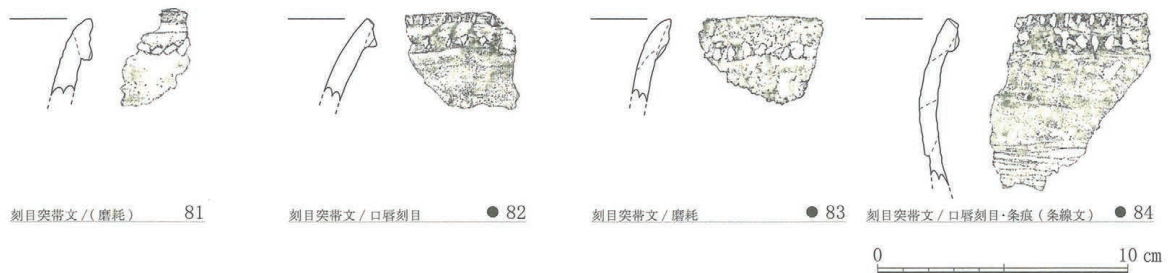 刻目突帯文/(磨耗) 81
刻目突帯文/口唇刻目 ● 82
刻目突帯文/磨耗 ● 83
刻目突帯文/口唇刻目・条痕(条線文) ● 84
0 10 cm